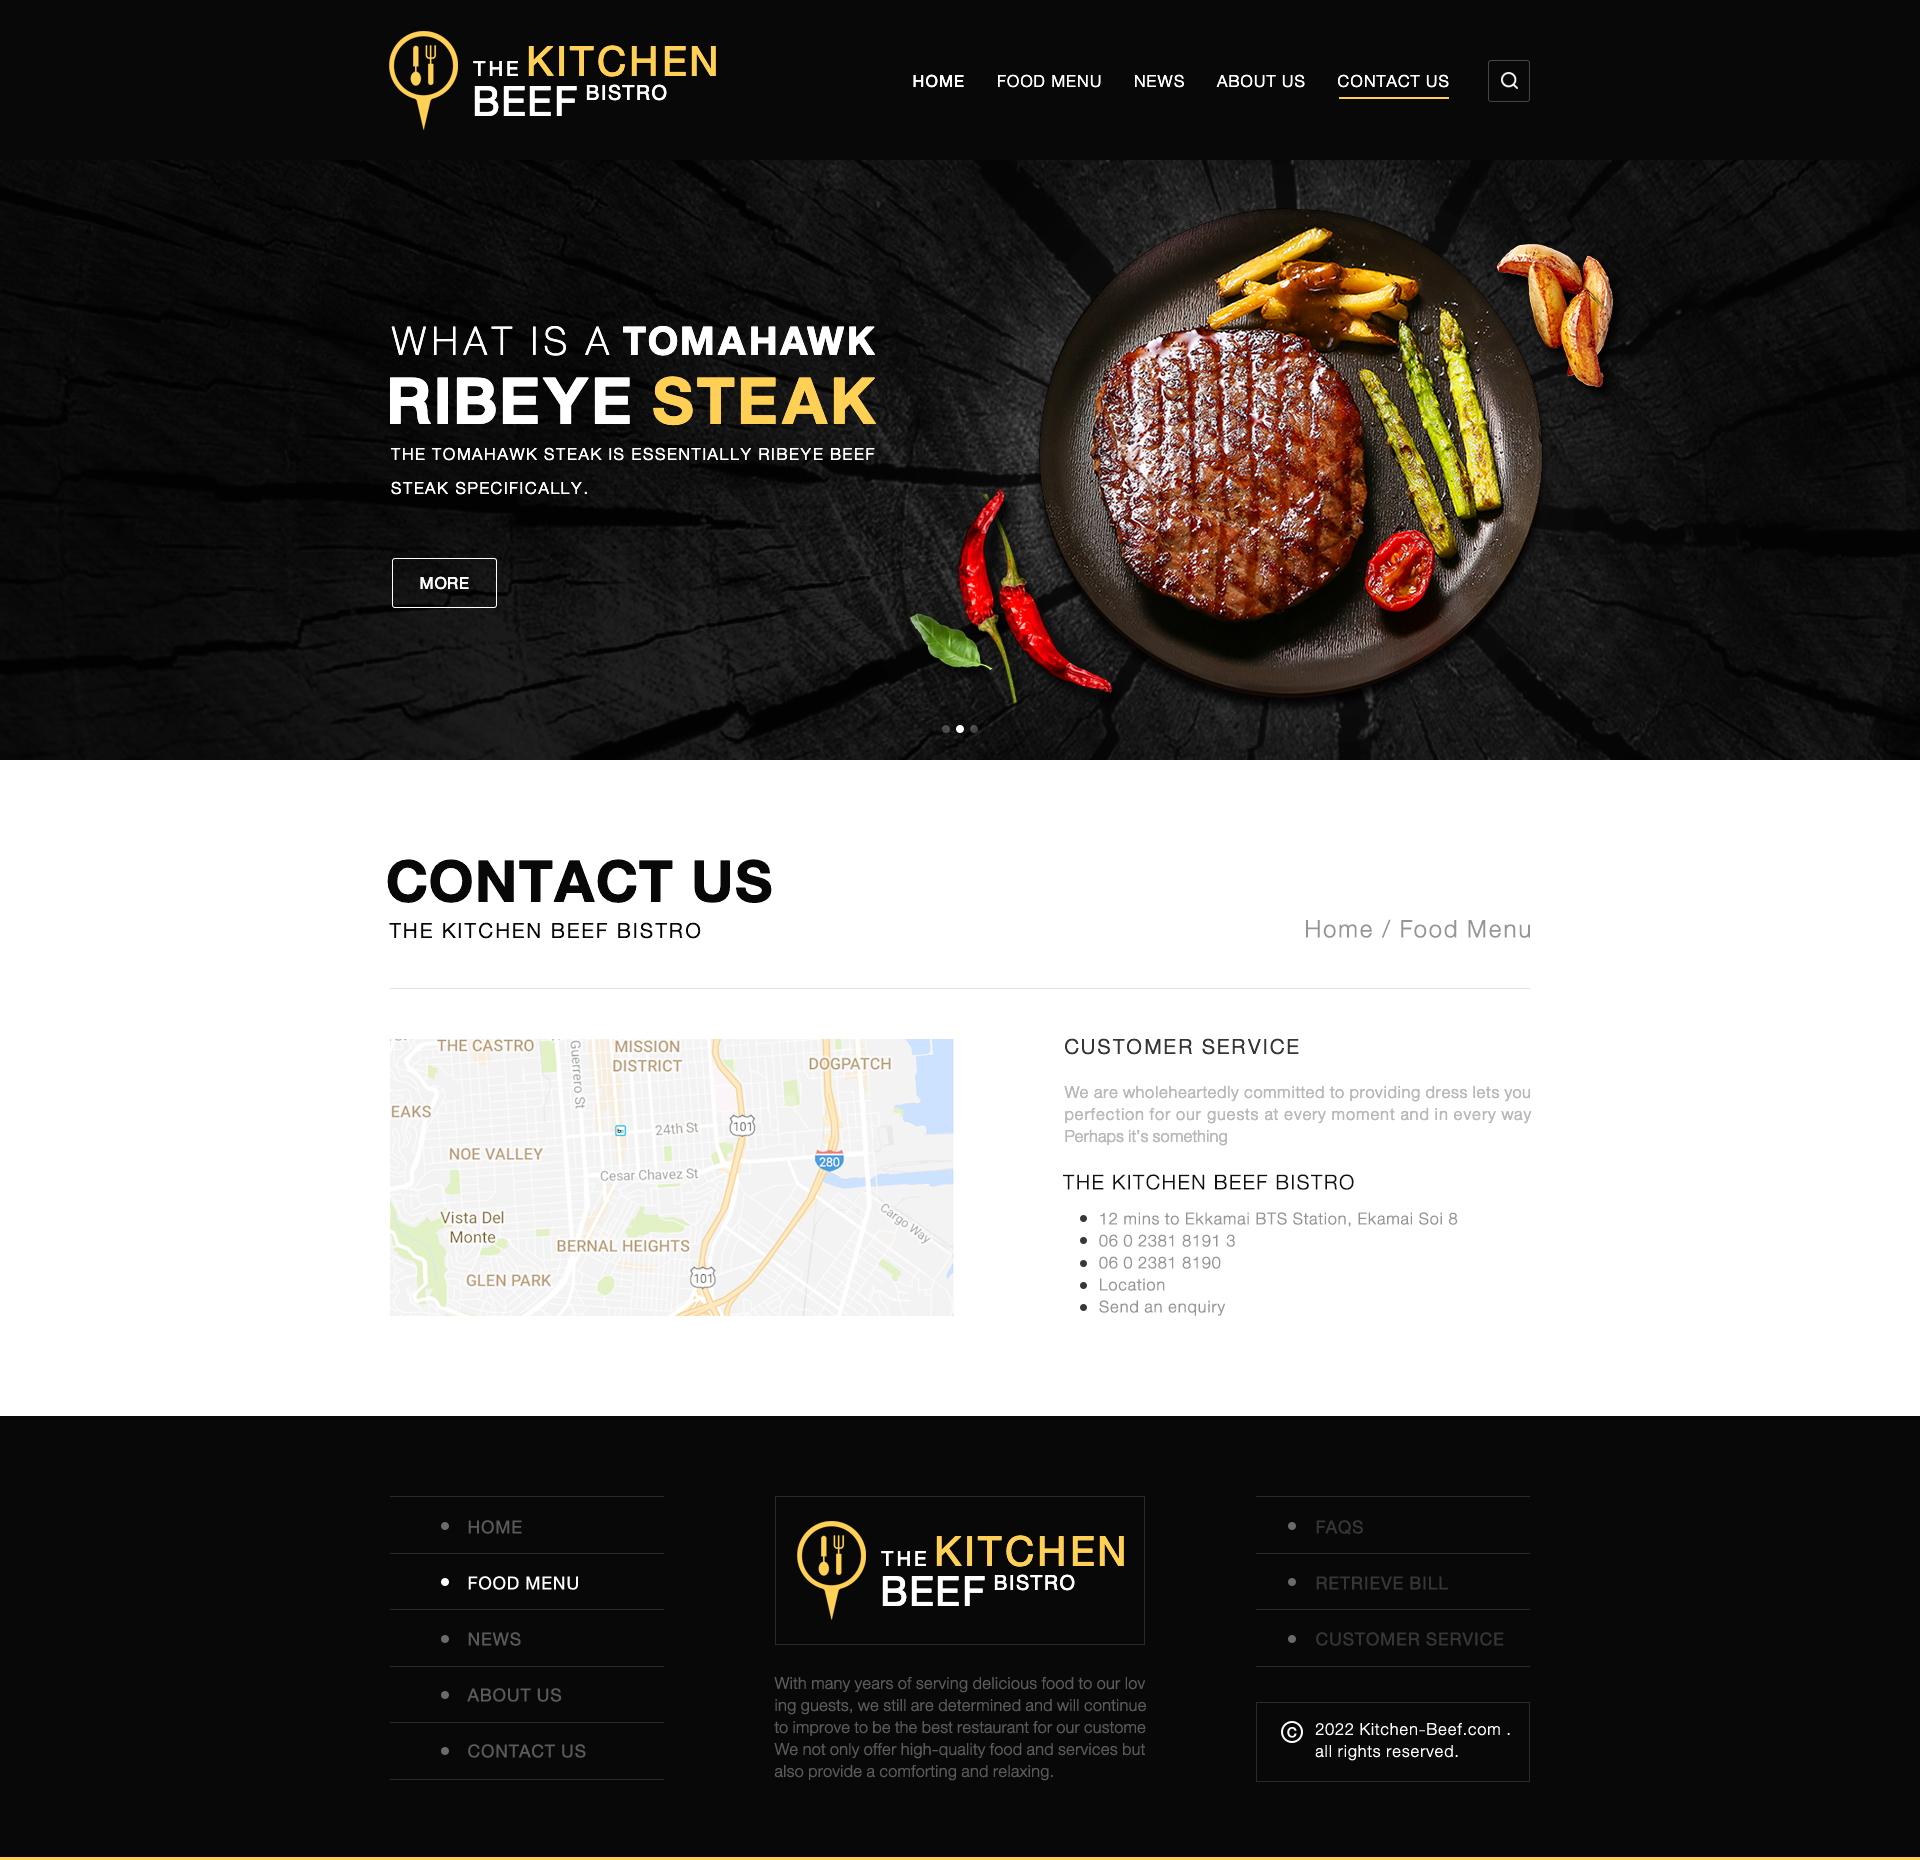 THE KITCHEN
BEEF BISTRO
HOME FOOD MENU NEWS ABOUT US CONTACT US
WHAT IS A TOMAHAWK
RIBEYE STEAK
THE TOMAHAWK STEAK IS ESSENTIALLY RIBEYE BEEF
STEAK SPECIFICALLY.
MORE
CONTACT US
THE KITCHEN BEEF BISTRO
Home / Food Menu
THE CASTRO
Guerrero St
MISSION
DISTRICT
DOGPATCH
EAKS
24th St
101
NOE VALLEY
280
Cesar Chavez St
Vista Del
Monte
Cargo Way
BERNAL HEIGHTS
GLEN PARK
101
CUSTOMER SERVICE
We are wholeheartedly committed to providing dress lets you
perfection for our guests at every moment and in every way
Perhaps it's something
THE KITCHEN BEEF BISTRO
12 mins to Ekkamai BTS Station, Ekamai Soi 8
06 0 2381 8191 3
06 0 2381 8190
Location
Send an enquiry
HOME
FOOD MENU
NEWS
ABOUT US
CONTACT US
THE KITCHEN
BEEF BISTRO
With many years of serving delicious food to our lov
ing guests, we still are determined and will continue
to improve to be the best restaurant for our custome
We not only offer high-quality food and services but
also provide a comforting and relaxing.
FAQS
RETRIEVE BILL
CUSTOMER SERVICE
© 2022 Kitchen-Beef.com .
all rights reserved.